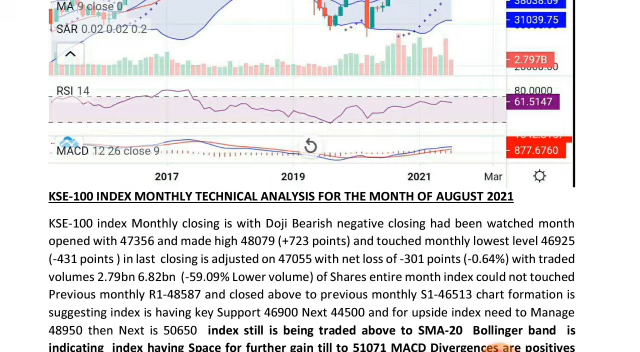 MA 9 close 0
38038.09
31039.75
SAR 0.02 0.02 0.2
2.797B
RSI 14
80.0000
61.5147
MACD 12 26 close 9
877.6760
2017 2019 2021 Mar
KSE-100 INDEX MONTHLY TECHNICAL ANALYSIS FOR THE MONTH OF AUGUST 2021
KSE-100 index Monthly closing is with Doji Bearish negative closing had been watched month
opened with 47356 and made high 48079 (+723 points) and touched monthly lowest level 46925
(-431 points ) in last closing is adjusted on 47055 with net loss of -301 points (-0.64%) with traded
volumes 2.79bn 6.82bn (-59.09% Lower volume) of Shares entire month index could not touched
Previous monthly R1-48587 and closed above to previous monthly S1-46513 chart formation is
suggesting index is having key Support 46900 Next 44500 and for upside index need to Manage
48950 then Next is 50650 index still is being traded above to SMA-20 Bollinger band is
indicating index having Space for further gain till to 51071 MACD Divergences are positives